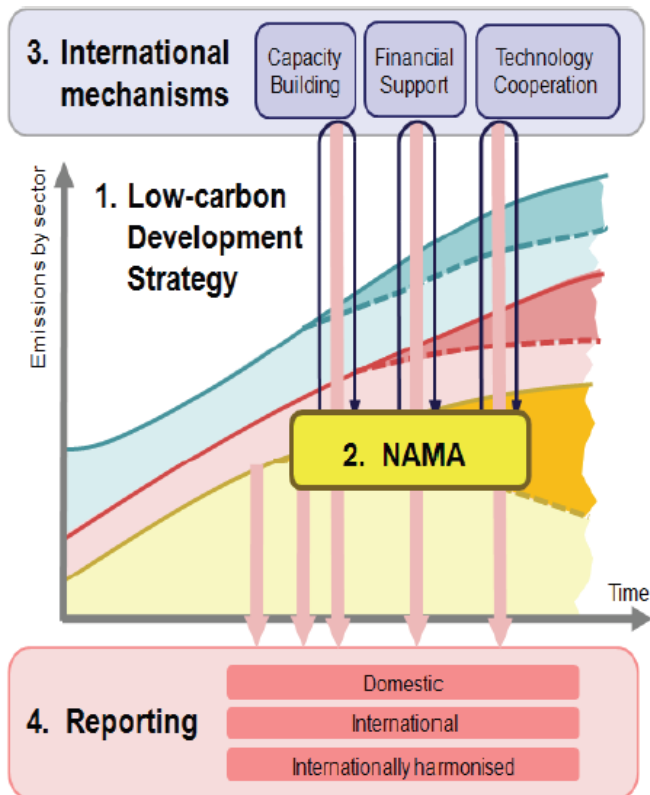 3. International
mechanisms
Capacity
Building
Financial
Support
Technology
Cooperation
Emissions by sector
1. Low-carbon
Development
Strategy
2. NAMA
Time
4. Reporting
Domestic
International
Internationally harmonised